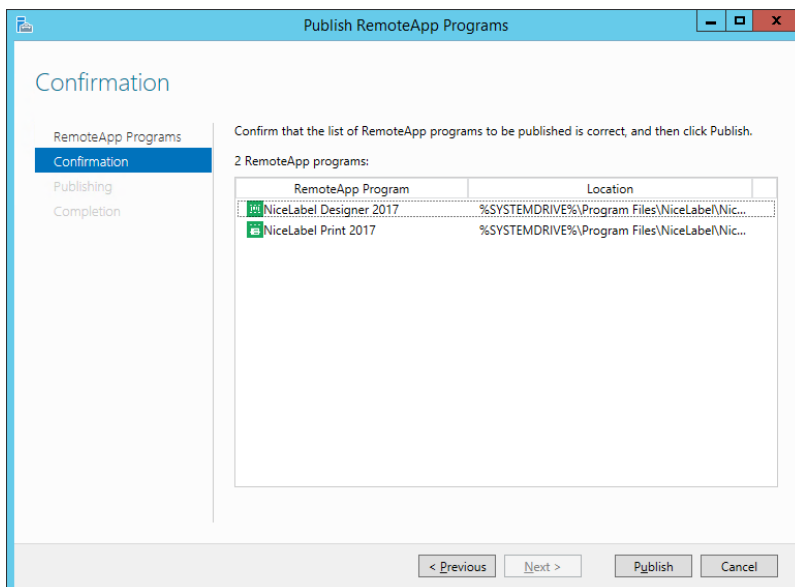 Publish RemoteApp Programs
Confirmation
RemoteApp Programs
Confirmation
Publishing
Completion
Confirm that the list of RemoteApp programs to be published is correct, and then click Publish.
2 RemoteApp programs:
RemoteApp Program Location
NiceLabel Designer 2017 %SYSTEMDRIVE%\Program Files\NiceLabel\Nic...
NiceLabel Print 2017 %SYSTEMDRIVE%\Program Files\NiceLabel\Nic...
< Previous Next > Publish Cancel